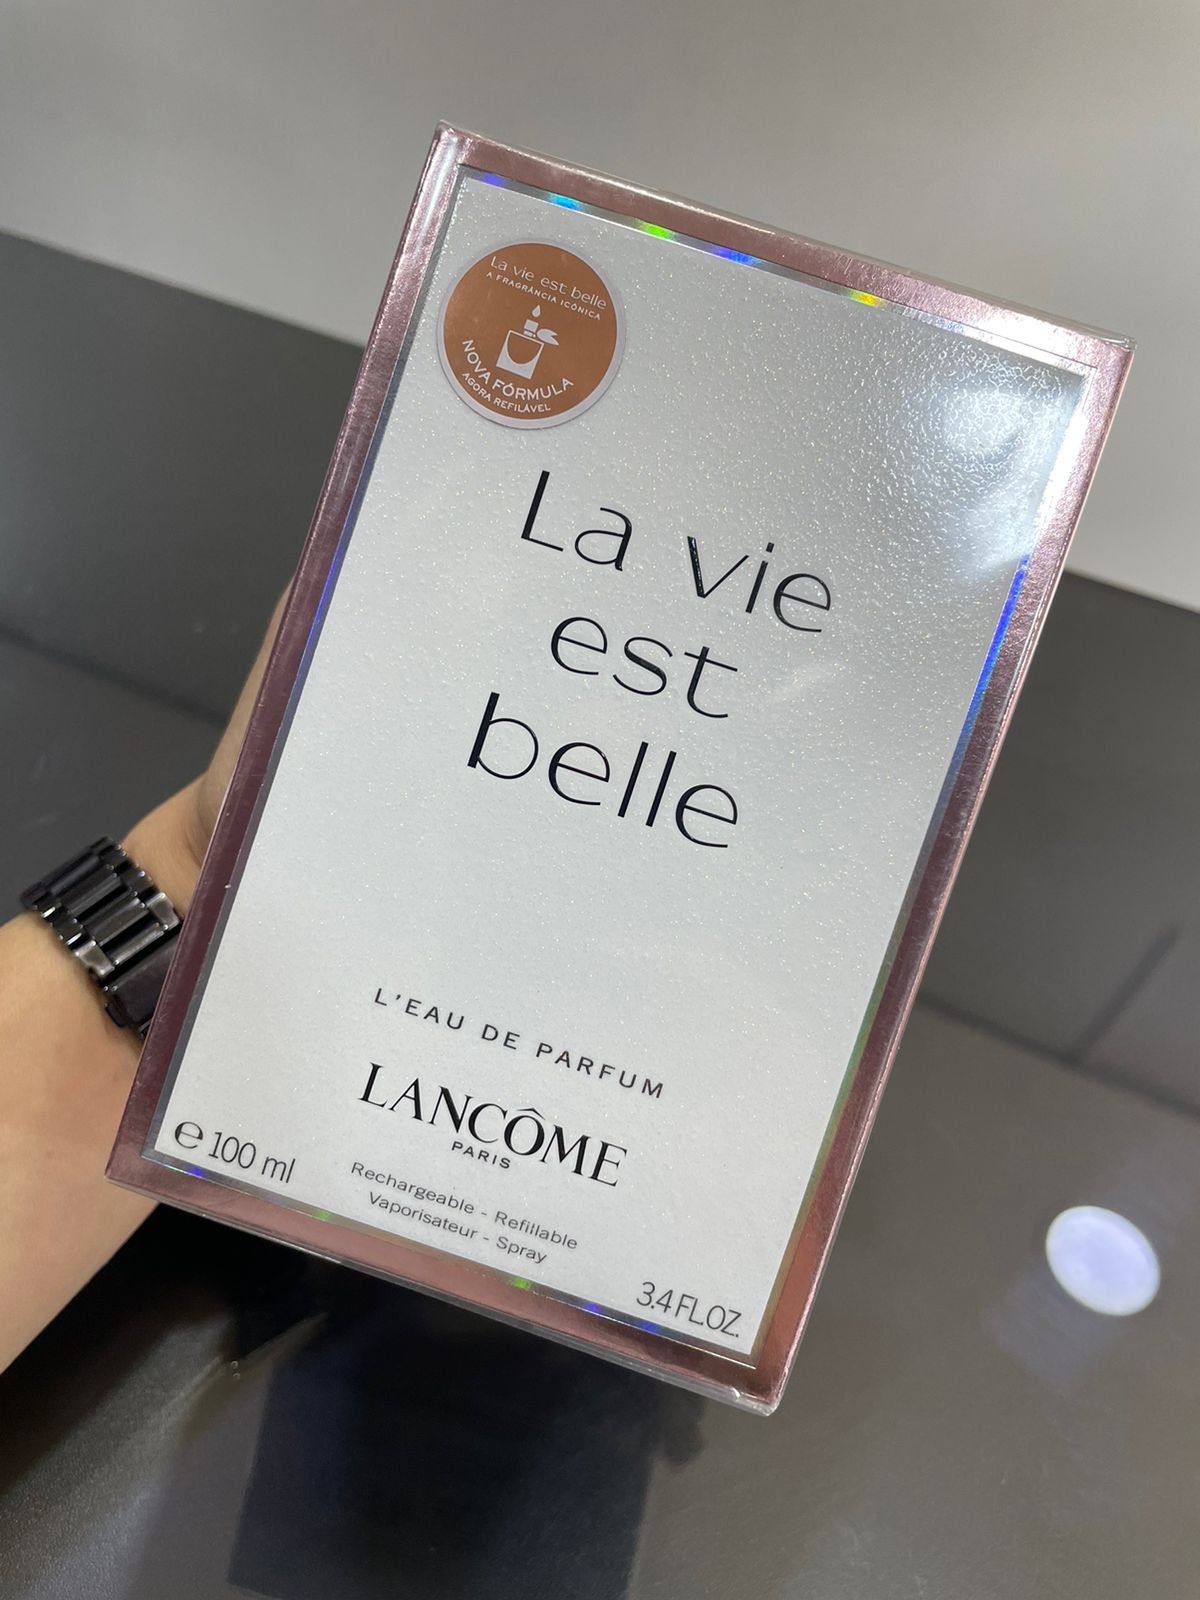 La vie est belle
A FRAGRÂNCIA ICÔNICA
NOVA FÓRMULA
AGORA REFILÁVEL
La vie
est
belle
L'EAU DE PARFUM
LANCÔME
PARIS
℮ 100 ml
Rechargeable - Refillable
Vaporisateur - Spray
3.4 FL.OZ.